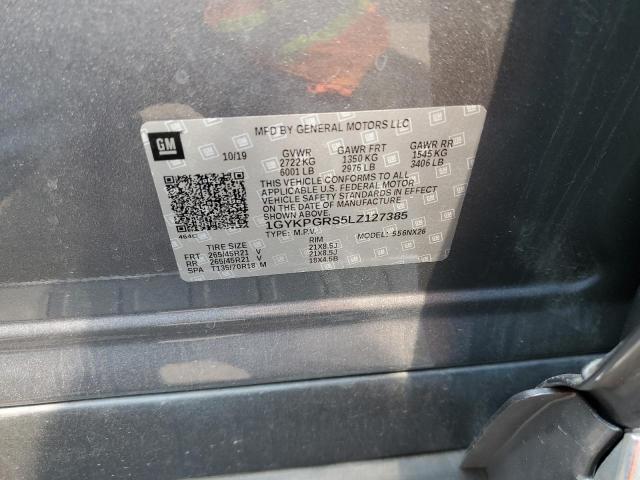 MFD BY GENERAL MOTORS LLC
GM
10/19 GVWR GAWR FRT GAWR RR
2722 KG 1350 KG 1545 KG
6001 LB 2976 LB 3406 LB
THIS VEHICLE CONFORMS TO ALL
APPLICABLE U.S. FEDERAL MOTOR
VEHICLE SAFETY STANDARDS IN EFFECT
ON THE DATE OF MANUFACTURE
SHOWN ABOVE.
1GYKPGRS5LZ127385
TYPE: M.P.V. MODEL: 6NX26
TIRE SIZE RIM
FRT 265/45R21 V 21X8.5J
RR 265/45R21 V 21X8.5J
SPA T135/70R18 M 18X4.5B